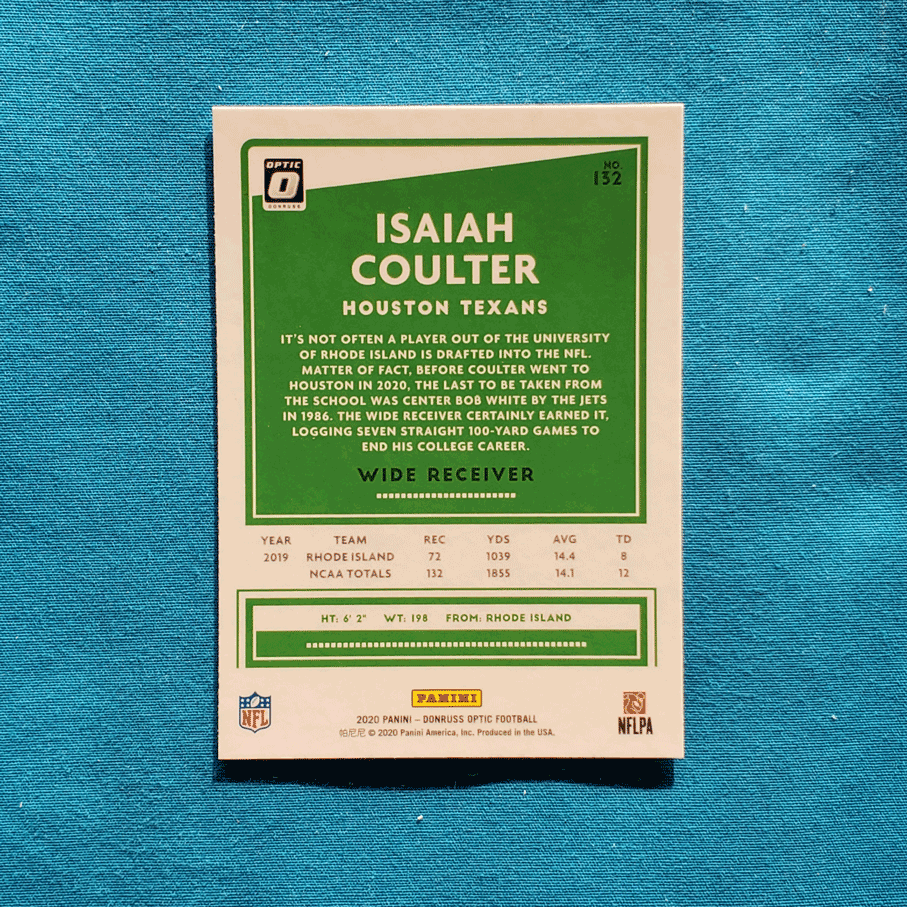 OPTIC
O
DONRUSS
NO.
132
ISAIAH
COULTER
HOUSTON TEXANS
IT'S NOT OFTEN A PLAYER OUT OF THE UNIVERSITY
OF RHODE ISLAND IS DRAFTED INTO THE NFL.
MATTER OF FACT, BEFORE COULTER WENT TO
HOUSTON IN 2020, THE LAST TO BE TAKEN FROM
THE SCHOOL WAS CENTER BOB WHITE BY THE JETS
IN 1986. THE WIDE RECEIVER CERTAINLY EARNED IT,
LOGGING SEVEN STRAIGHT 100-YARD GAMES TO
END HIS COLLEGE CAREER.
WIDE RECEIVER
YEAR TEAM REC YDS AVG TD
2019 RHODE ISLAND 72 1039 14.4 8
NCAA TOTALS 132 1855 14.1 12
HT: 6' 2" WT: 198 FROM: RHODE ISLAND
NFL
PANINI
NFLPA
2020 PANINI – DONRUSS OPTIC FOOTBALL
帕尼尼 © 2020 Panini America, Inc. Produced in the USA.